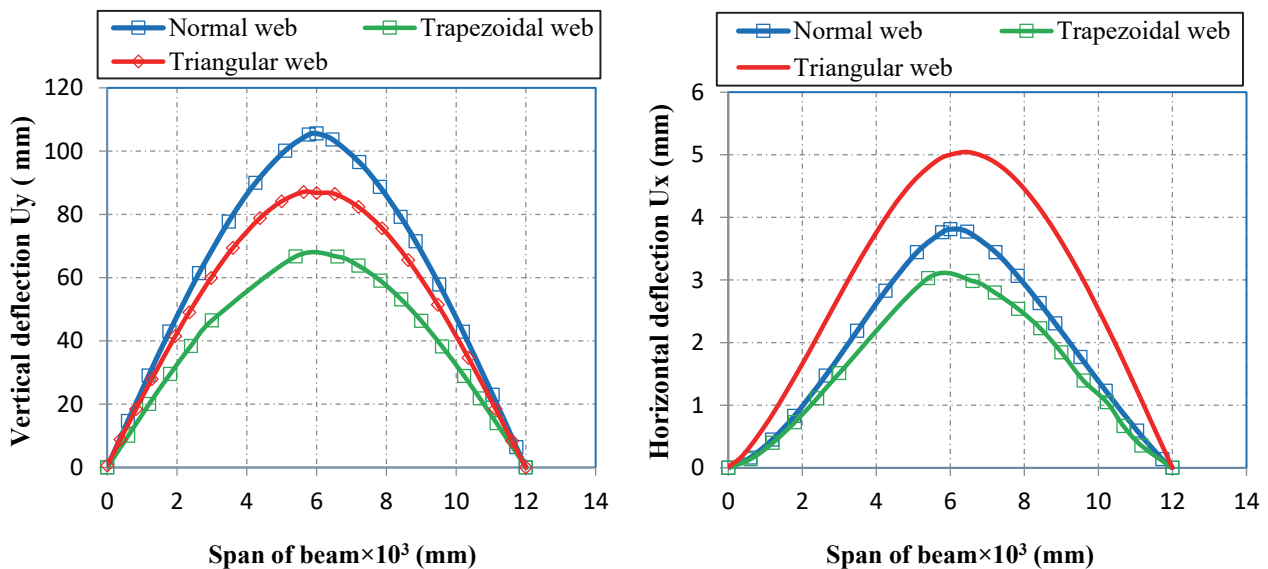 Normal web
Trapezoidal web
Triangular web
120
100
80
60
40
20
0
0 2 4 6 8 10 12 14
Vertical deflection Uy ( mm)
Span of beam×10³ (mm)
Normal web
Trapezoidal web
Triangular web
6
5
4
3
2
1
0
0 2 4 6 8 10 12 14
Horizontal deflection Ux (mm)
Span of beam×10³ (mm)